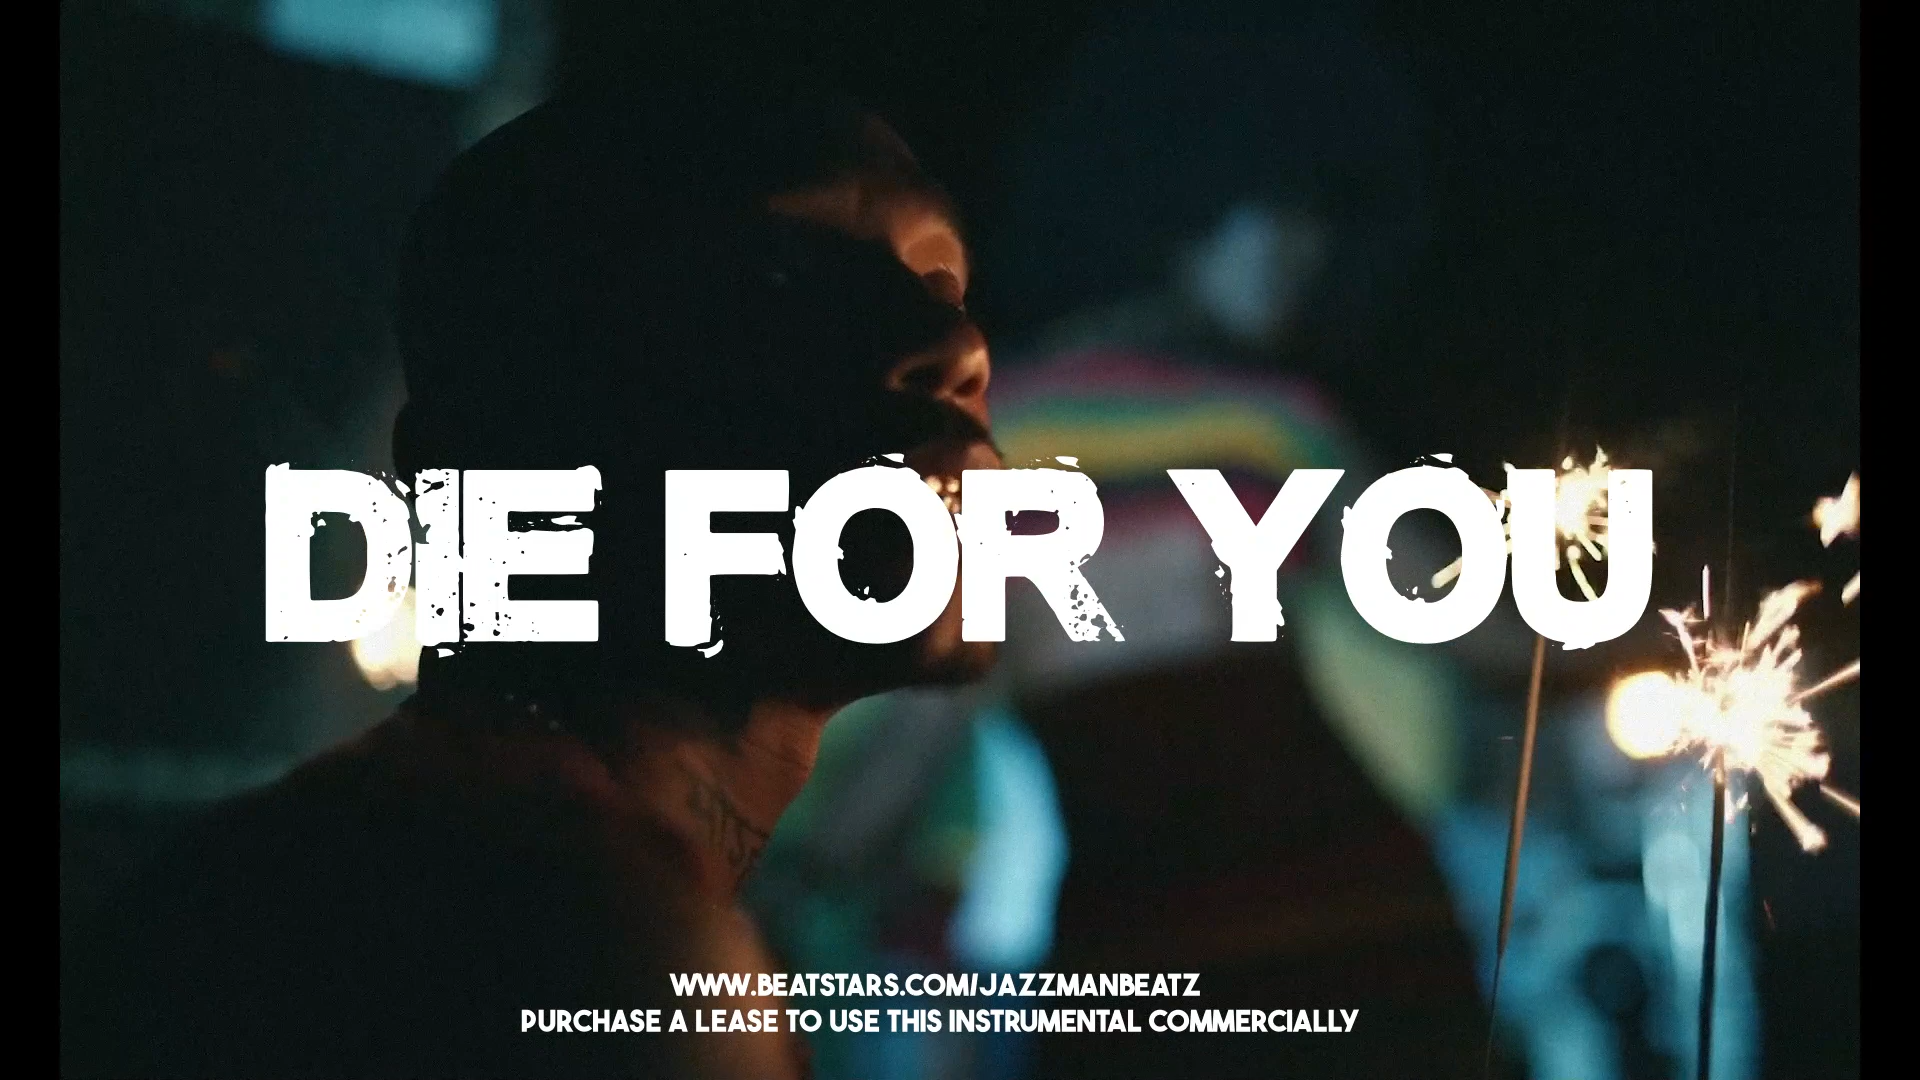 DIE FOR YOU
WWW.BEATSTARS.COM/JAZZMANBEATZ
PURCHASE A LEASE TO USE THIS INSTRUMENTAL COMMERCIALLY